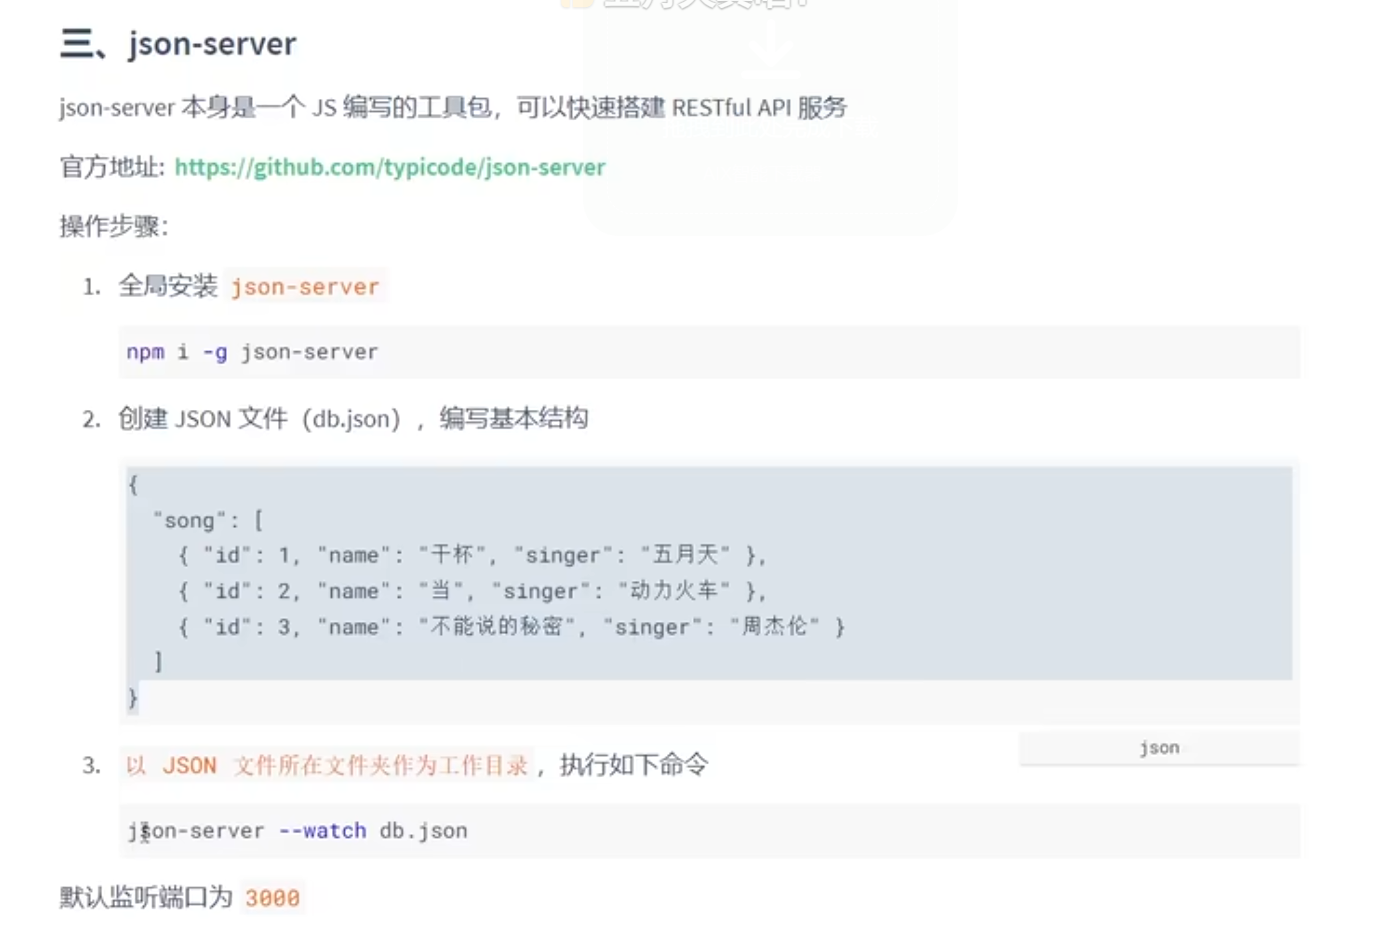 三、json-server
json-server 本身是一个 JS 编写的工具包，可以快速搭建 RESTful API 服务
官方地址: https://github.com/typicode/json-server
操作步骤：
1. 全局安装 json-server
npm i -g json-server
2. 创建 JSON 文件（db.json），编写基本结构
{
"song": [
{ "id": 1, "name": "干杯", "singer": "五月天" },
{ "id": 2, "name": "当", "singer": "动力火车" },
{ "id": 3, "name": "不能说的秘密", "singer": "周杰伦" }
]
}
json
3. 以 JSON 文件所在文件夹作为工作目录，执行如下命令
json-server --watch db.json
默认监听端口为 3000